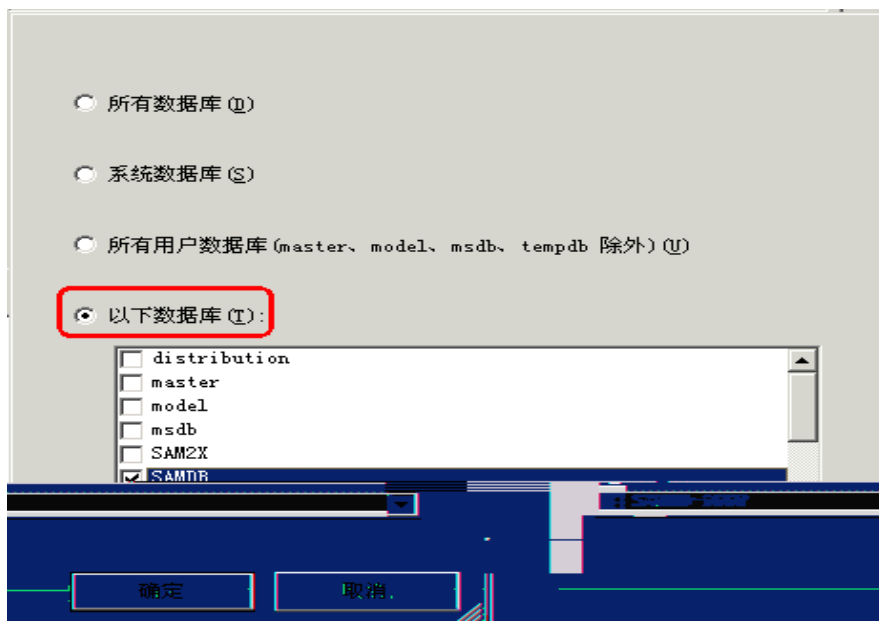 所有数据库(D)
系统数据库(S)
所有用户数据库(master、model、msdb、tempdb 除外)(U)
以下数据库(T):
distribution
master
model
msdb
SAM2X
SAMDB
确定
取消